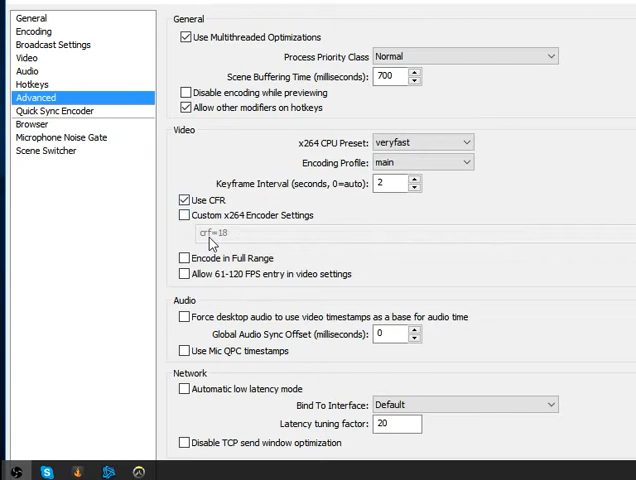 General
Encoding
Broadcast Settings
Video
Audio
Hotkeys
Advanced
Quick Sync Encoder
Browser
Microphone Noise Gate
Scene Switcher
General
Use Multithreaded Optimizations
Process Priority Class: Normal
Scene Buffering Time (milliseconds): 700
Disable encoding while previewing
Allow other modifiers on hotkeys
Video
x264 CPU Preset: veryfast
Encoding Profile: main
Keyframe Interval (seconds, 0=auto): 2
Use CFR
Custom x264 Encoder Settings
crf=18
Encode in Full Range
Allow 61-120 FPS entry in video settings
Audio
Force desktop audio to use video timestamps as a base for audio time
Global Audio Sync Offset (milliseconds): 0
Use Mic QPC timestamps
Network
Automatic low latency mode
Bind To Interface: Default
Latency tuning factor: 20
Disable TCP send window optimization